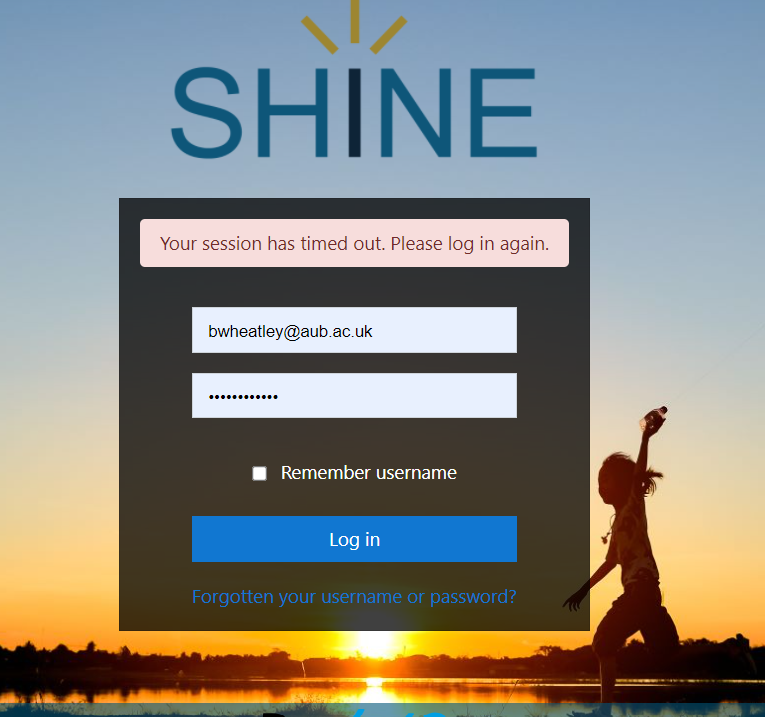 SHINE
Your session has timed out. Please log in again.
bwheatley@aub.ac.uk
••••••••••••
Remember username
Log in
Forgotten your username or password?